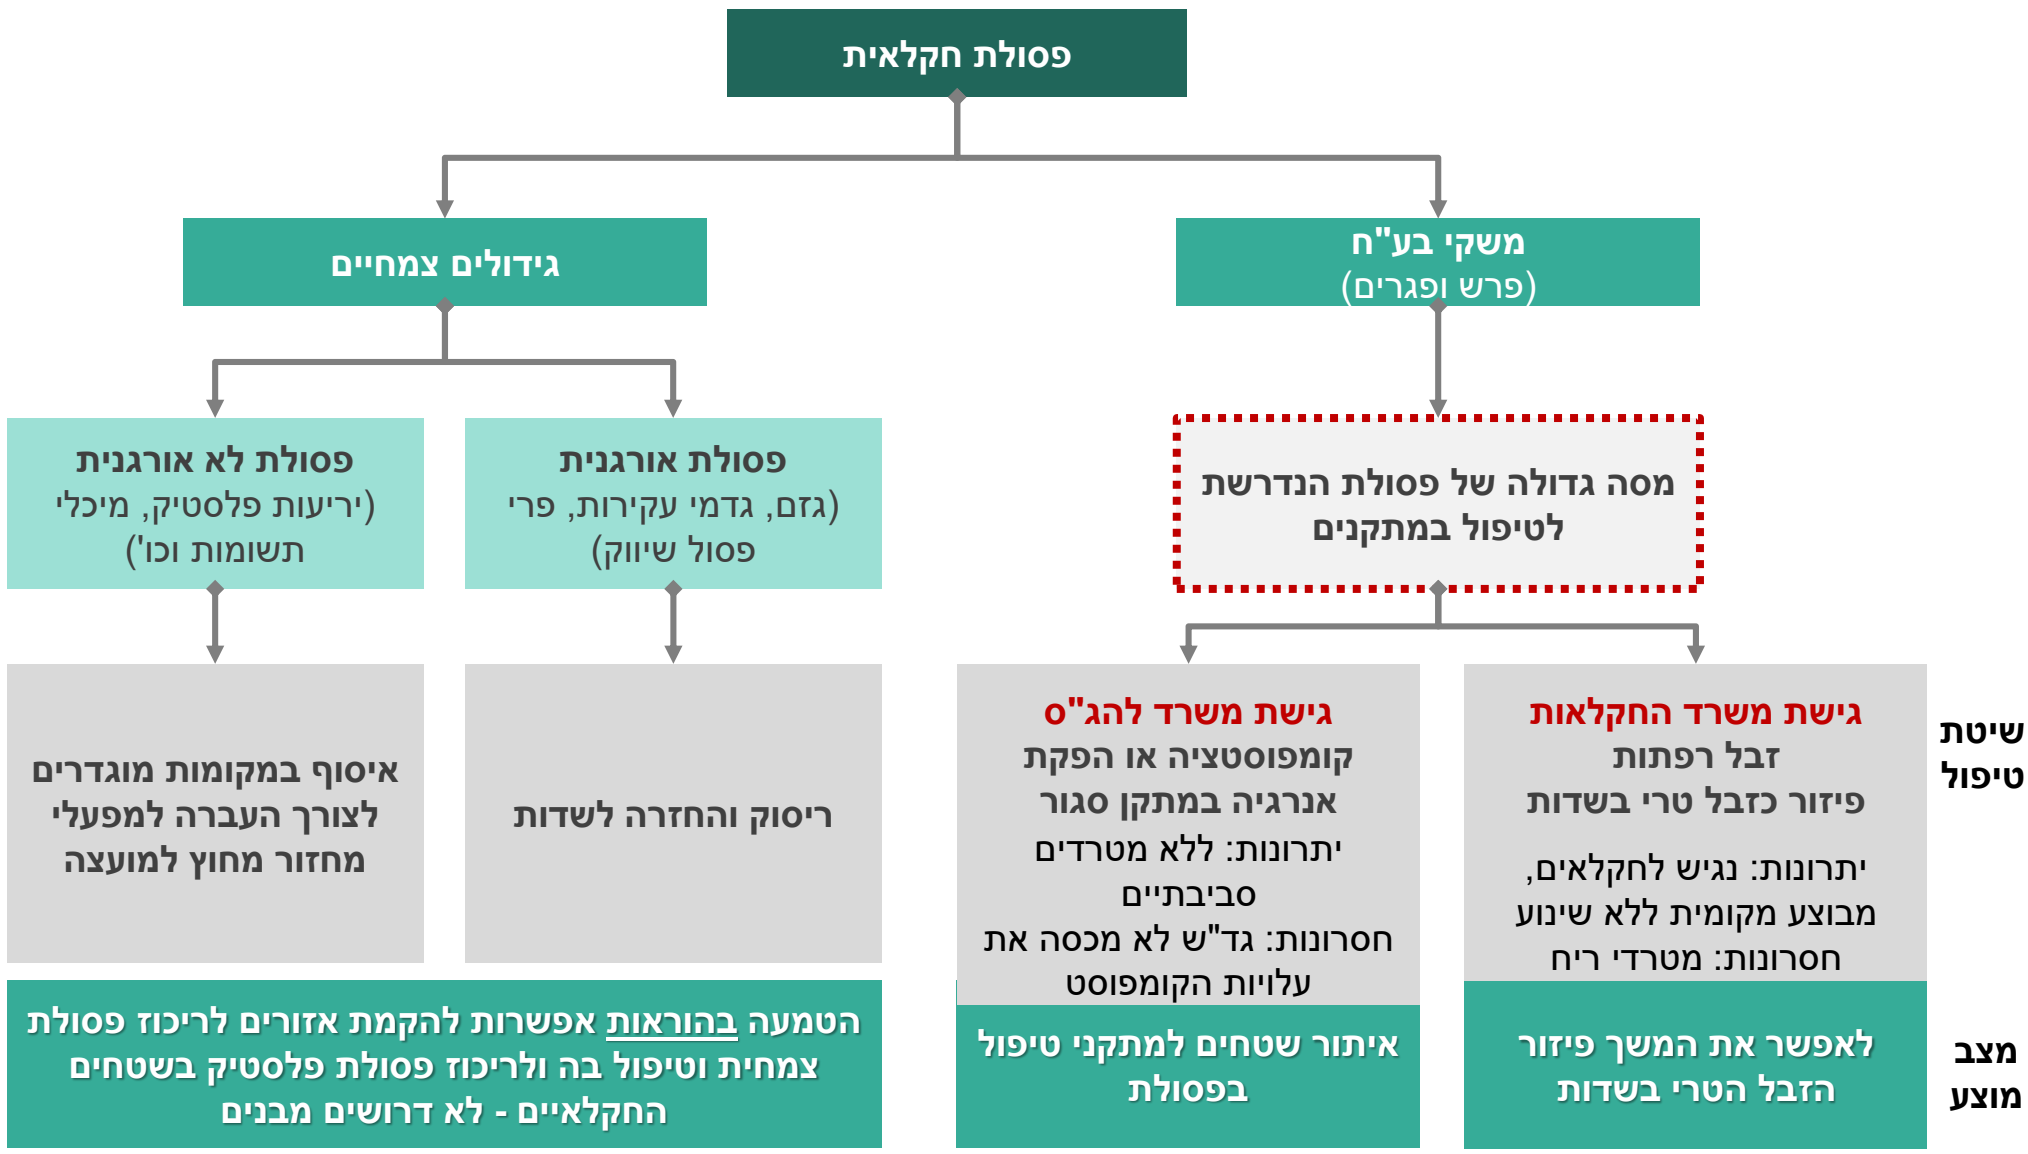 פסולת חקלאית
משקי בע"ח
(פרש ופגרים)
גידולים צמחיים
מסה גדולה של פסולת הנדרשת
לטיפול במתקנים
פסולת אורגנית
(גזם, גדמי עקירות, פרי
פסול שיווק)
פסולת לא אורגנית
(יריעות פלסטיק, מיכלי
תשומות וכו')
שיטת
טיפול
גישת משרד החקלאות
זבל רפתות
פיזור כזבל טרי בשדות
יתרונות: נגיש לחקלאים,
מבוצע מקומית ללא שינוע
חסרונות: מטרדי ריח
גישת משרד להג"ס
קומפוסטציה או הפקת
אנרגיה במתקן סגור
יתרונות: ללא מטרדים
סביבתיים
חסרונות: גד"ש לא מכסה את
עלויות הקומפוסט
ריסוק והחזרה לשדות
איסוף במקומות מוגדרים
לצורך העברה למפעלי
מחזור מחוץ למועצה
מצב
מוצע
לאפשר את המשך פיזור
הזבל הטרי בשדות
איתור שטחים למתקני טיפול
בפסולת
הטמעה בהוראות אפשרות להקמת אזורים לריכוז פסולת
צמחית וטיפול בה ולריכוז פסולת פלסטיק בשטחים
החקלאיים - לא דרושים מבנים